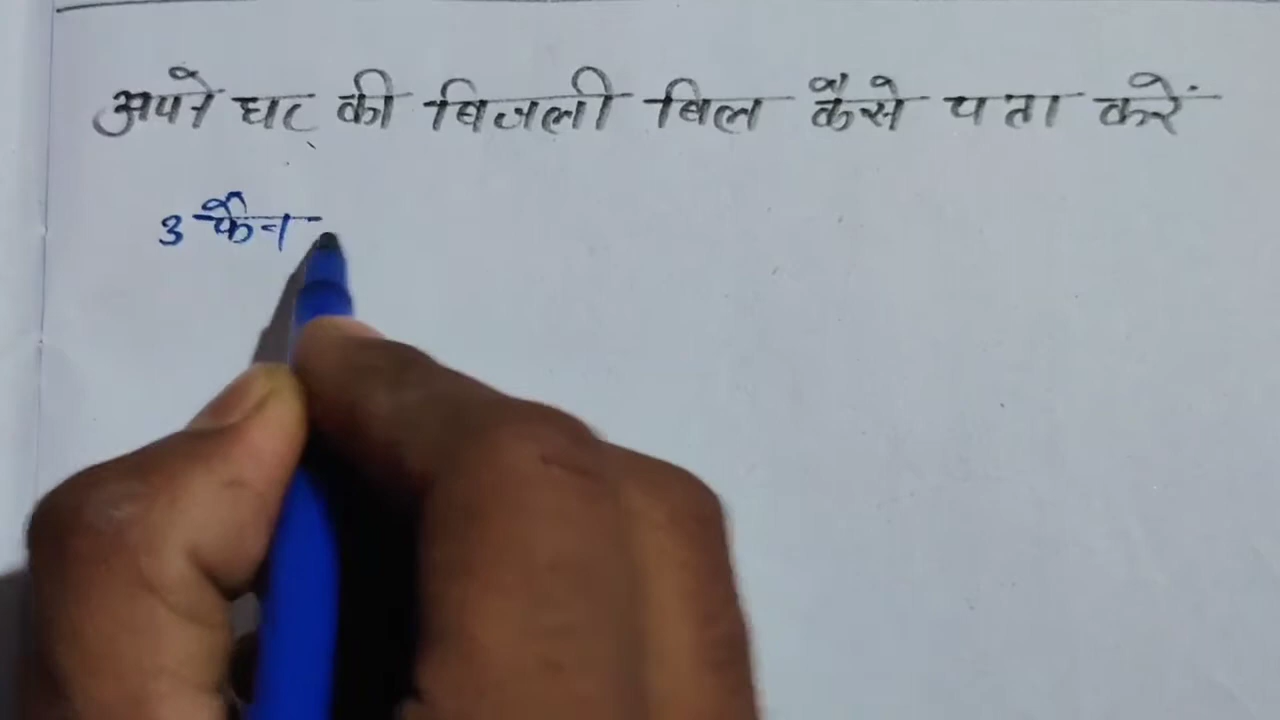 अपने घर की बिजली बिल कैसे पता करें
3 फैन